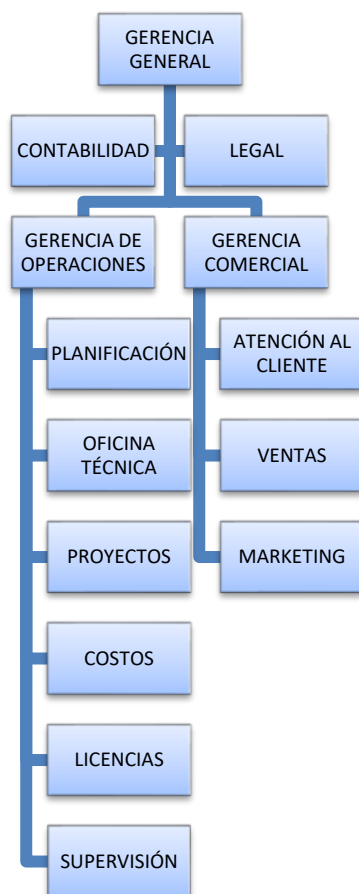 GERENCIA
GENERAL
CONTABILIDAD
LEGAL
GERENCIA DE
OPERACIONES
GERENCIA
COMERCIAL
PLANIFICACIÓN
ATENCIÓN AL
CLIENTE
OFICINA
TÉCNICA
VENTAS
PROYECTOS
MARKETING
COSTOS
LICENCIAS
SUPERVISIÓN